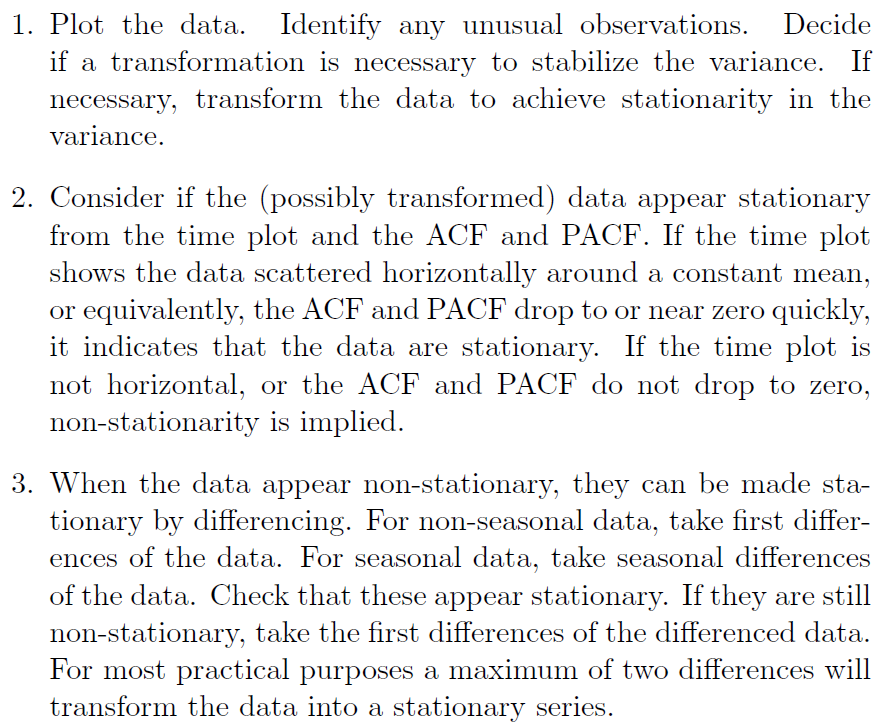 1. Plot the data. Identify any unusual observations. Decide
if a transformation is necessary to stabilize the variance. If
necessary, transform the data to achieve stationarity in the
variance.
2. Consider if the (possibly transformed) data appear stationary
from the time plot and the ACF and PACF. If the time plot
shows the data scattered horizontally around a constant mean,
or equivalently, the ACF and PACF drop to or near zero quickly,
it indicates that the data are stationary. If the time plot is
not horizontal, or the ACF and PACF do not drop to zero,
non-stationarity is implied.
3. When the data appear non-stationary, they can be made sta-
tionary by differencing. For non-seasonal data, take first differ-
ences of the data. For seasonal data, take seasonal differences
of the data. Check that these appear stationary. If they are still
non-stationary, take the first differences of the differenced data.
For most practical purposes a maximum of two differences will
transform the data into a stationary series.